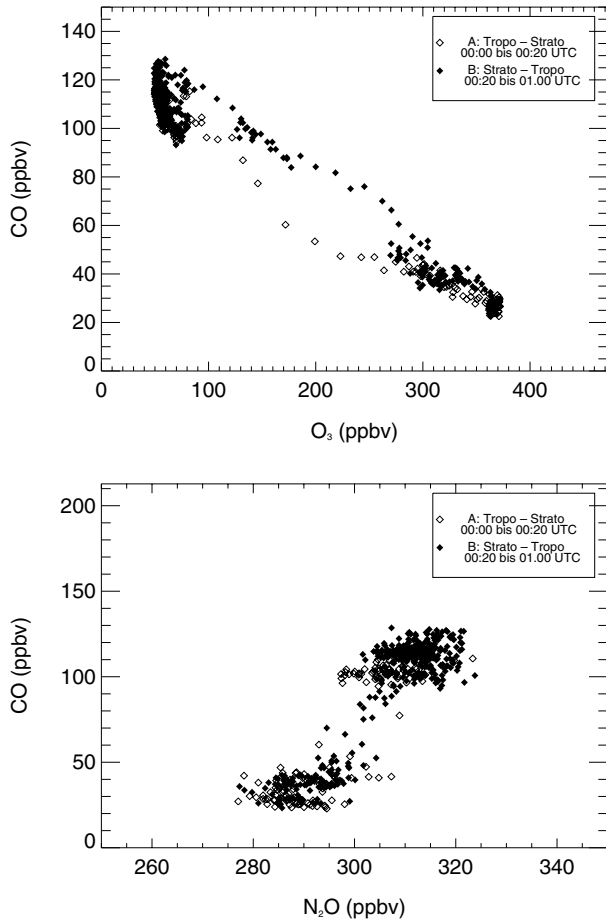 140
120
100
80
60
40
20
0
CO (ppbv)
0 100 200 300 400
O₃ (ppbv)
◇ A: Tropo – Strato
00:00 bis 00:20 UTC
◆ B: Strato – Tropo
00:20 bis 01.00 UTC
200
150
100
50
0
CO (ppbv)
260 280 300 320 340
N₂O (ppbv)
◇ A: Tropo – Strato
00:00 bis 00:20 UTC
◆ B: Strato – Tropo
00:20 bis 01.00 UTC